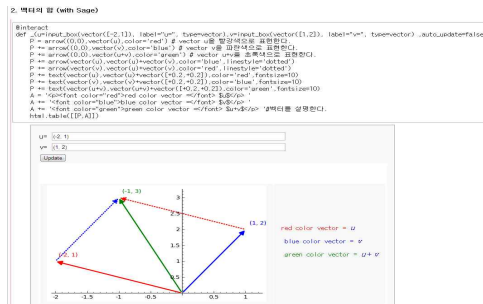 2. 벡터의 합 (with Sage)
@interact
def _(u=input_box(vector([-2,1]), label="u", type=vector),v=input_box(vector([1,2]), label="v", type=vector) ,auto_update=false
P = arrow((0,0),vector(u),color='red') # vector u을 빨강색으로 표현한다.
P += arrow((0,0),vector(v),color='blue') # vector v을 파란색으로 표현한다.
P += arrow((0,0),vector(u+v),color='green') # vector u+v을 초록색으로 표현한다.
P += arrow(vector(u),vector(u+v),color='blue',linestyle='dotted')
P += arrow(vector(v),vector(u+v),color='red',linestyle='dotted')
P += text(vector(u),vector(u)+vector([+0.2,+0.2]),color='red',fontsize=10)
P += text(vector(v),vector(v)+vector([+0.2,+0.2]),color='blue',fontsize=10)
P += text(vector(u+v),vector(u+v)+vector([+0.2,+0.2]),color='green',fontsize=10)
A = '<p><font color="red">red color vector =</font> $u$</p> '
A += '<font color="blue">blue color vector =</font> $v$</p> '
A += '<font color="green">green color vector =</font> $u+v$</p> '#벡터를 설명한다.
html.table([[P,A]])
u= (-2, 1)
v= (1, 2)
Update
(-1, 3)
3
2.5
(1, 2)
2
red color vector = u
1.5
blue color vector = v
(-2, 1)
1
green color vector = u + v
0.5
-2 -1.5 -1 -0.5 0.5 1